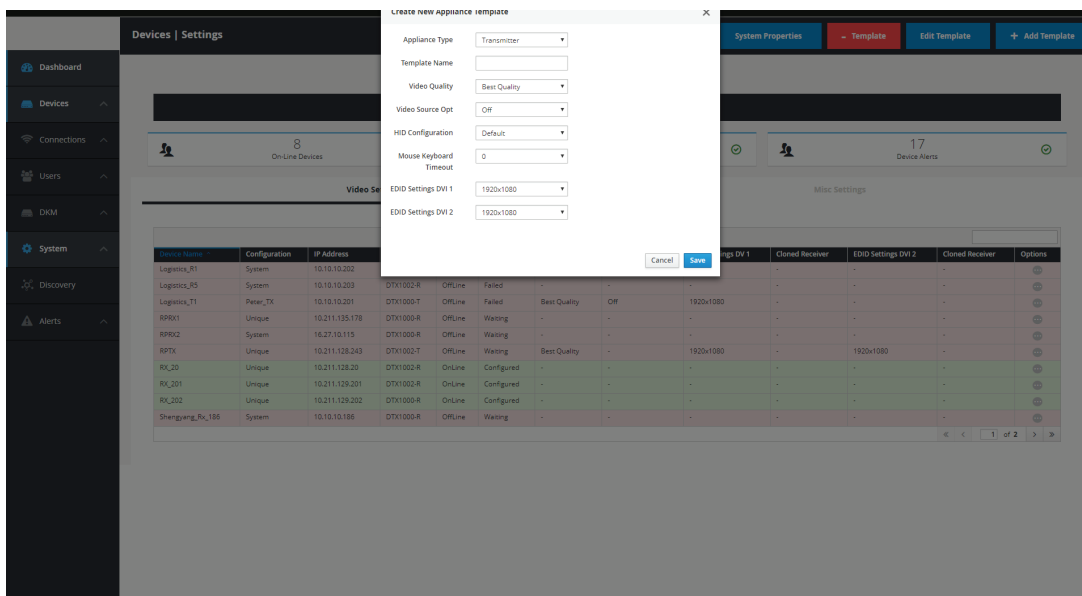 Create New Appliance Template ×
Devices | Settings
System Properties
– Template
Edit Template
+ Add Template
Appliance Type Transmitter
Template Name
Video Quality Best Quality
Video Source Opt Off
HID Configuration Default
Mouse Keyboard Timeout 0
EDID Settings DVI 1 1920x1080
EDID Settings DVI 2 1920x1080
Cancel Save
Dashboard
Devices
Connections
Users
DKM
System
Discovery
Alerts
8
On-Line Devices
17
Device Alerts
Video Se
Misc Settings
Device Name Configuration IP Address ngs DV 1 Cloned Receiver EDID Settings DVI 2 Cloned Receiver Options
Logistics_R1 System 10.10.10.202 - - -
Logistics_R5 System 10.10.10.203 DTX1002-R OffLine Failed - - - - - -
Logistics_T1 Peter_TX 10.10.10.201 DTX1000-T OffLine Failed Best Quality Off 1920x1080 - - -
RPRX1 Unique 10.211.135.178 DTX1000-R OffLine Waiting - - - - - -
RPRX2 System 16.27.10.115 DTX1000-R OffLine Waiting - - - - -
RPTX Unique 10.211.128.243 DTX1002-T OffLine Waiting Best Quality - 1920x1080 - 1920x1080 -
RX_20 Unique 10.211.128.20 DTX1002-R OnLine Configured - - - - - -
RX_201 Unique 10.211.129.201 DTX1002-R OnLine Configured - - - - - -
RX_202 Unique 10.211.129.202 DTX1000-R OnLine Configured - - - - - -
Shengyang_Rx_186 System 10.10.10.186 DTX1000-R OffLine Waiting - - - - - -
« < 1 of 2 > »